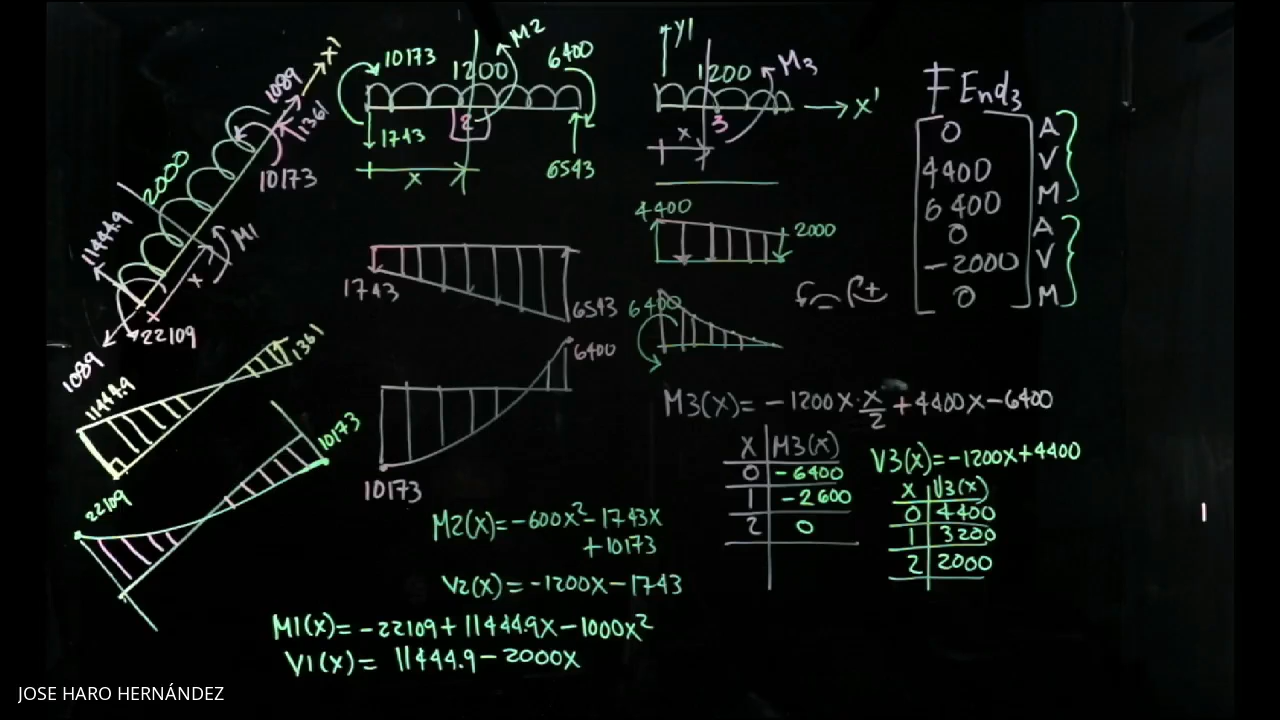 1089
x'
1361
10173
2000
11444.9
M1
x
22109
1089
11444.9
1361
22109
10173
10173
1200
M2
6400
1743
2
6543
x
1743
6543
6400
10173
y1
1200
M3
x'
3
x
4400
2000
6400
+
F End3
0 A
4400 V
6400 M
0 A
-2000 V
0 M
M3(x)= -1200x·x/2 + 4400x - 6400
x M3(x)
0 -6400
1 -2600
2 0
V3(x)= -1200x+4400
x V3(x)
0 4400
1 3200
2 2000
M2(x)= -600x² - 1743x
+10173
V2(x)= -1200x - 1743
M1(x)= -22109 + 11444.9x - 1000x²
V1(x)= 11444.9 - 2000x
JOSE HARO HERNÁNDEZ